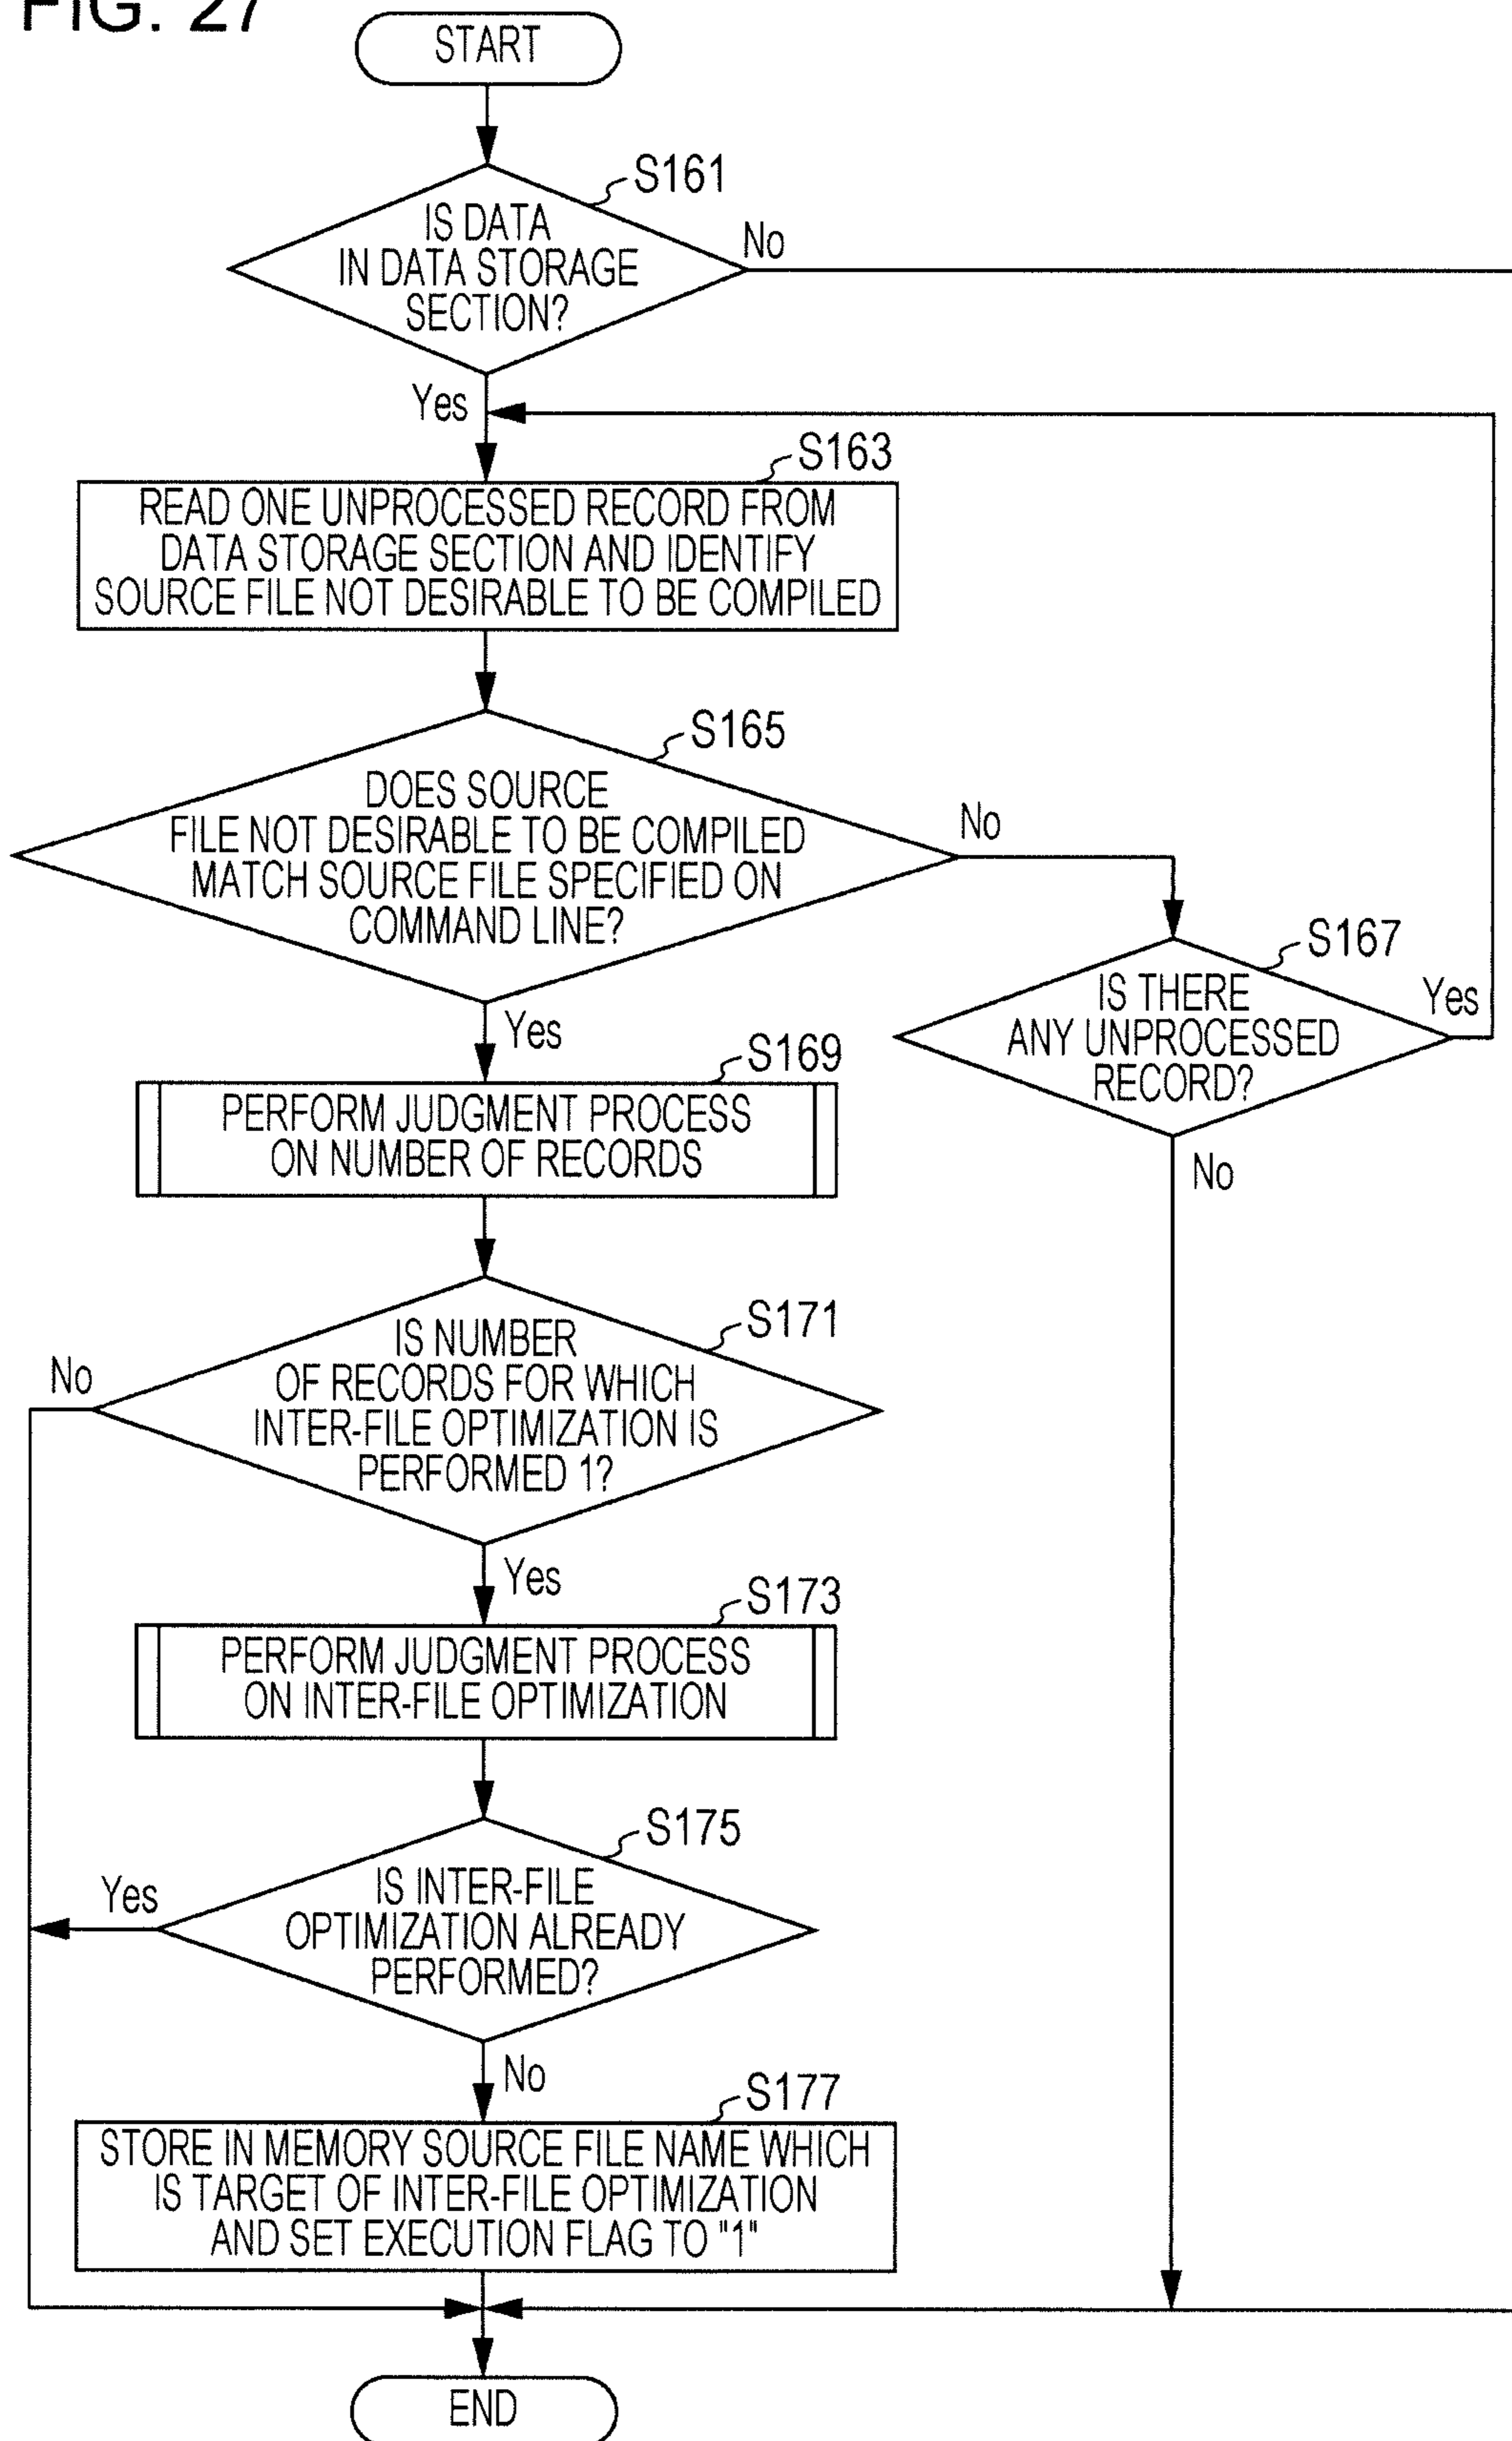 FIG. 27
START
S161
IS DATA
IN DATA STORAGE
SECTION?
No
Yes
S163
READ ONE UNPROCESSED RECORD FROM
DATA STORAGE SECTION AND IDENTIFY
SOURCE FILE NOT DESIRABLE TO BE COMPILED
S165
DOES SOURCE
FILE NOT DESIRABLE TO BE COMPILED
MATCH SOURCE FILE SPECIFIED ON
COMMAND LINE?
No
Yes
S167
IS THERE
ANY UNPROCESSED
RECORD?
Yes
No
S169
PERFORM JUDGMENT PROCESS
ON NUMBER OF RECORDS
S171
IS NUMBER
OF RECORDS FOR WHICH
INTER-FILE OPTIMIZATION IS
PERFORMED 1?
No
Yes
S173
PERFORM JUDGMENT PROCESS
ON INTER-FILE OPTIMIZATION
S175
IS INTER-FILE
OPTIMIZATION ALREADY
PERFORMED?
Yes
No
S177
STORE IN MEMORY SOURCE FILE NAME WHICH
IS TARGET OF INTER-FILE OPTIMIZATION
AND SET EXECUTION FLAG TO "1"
END